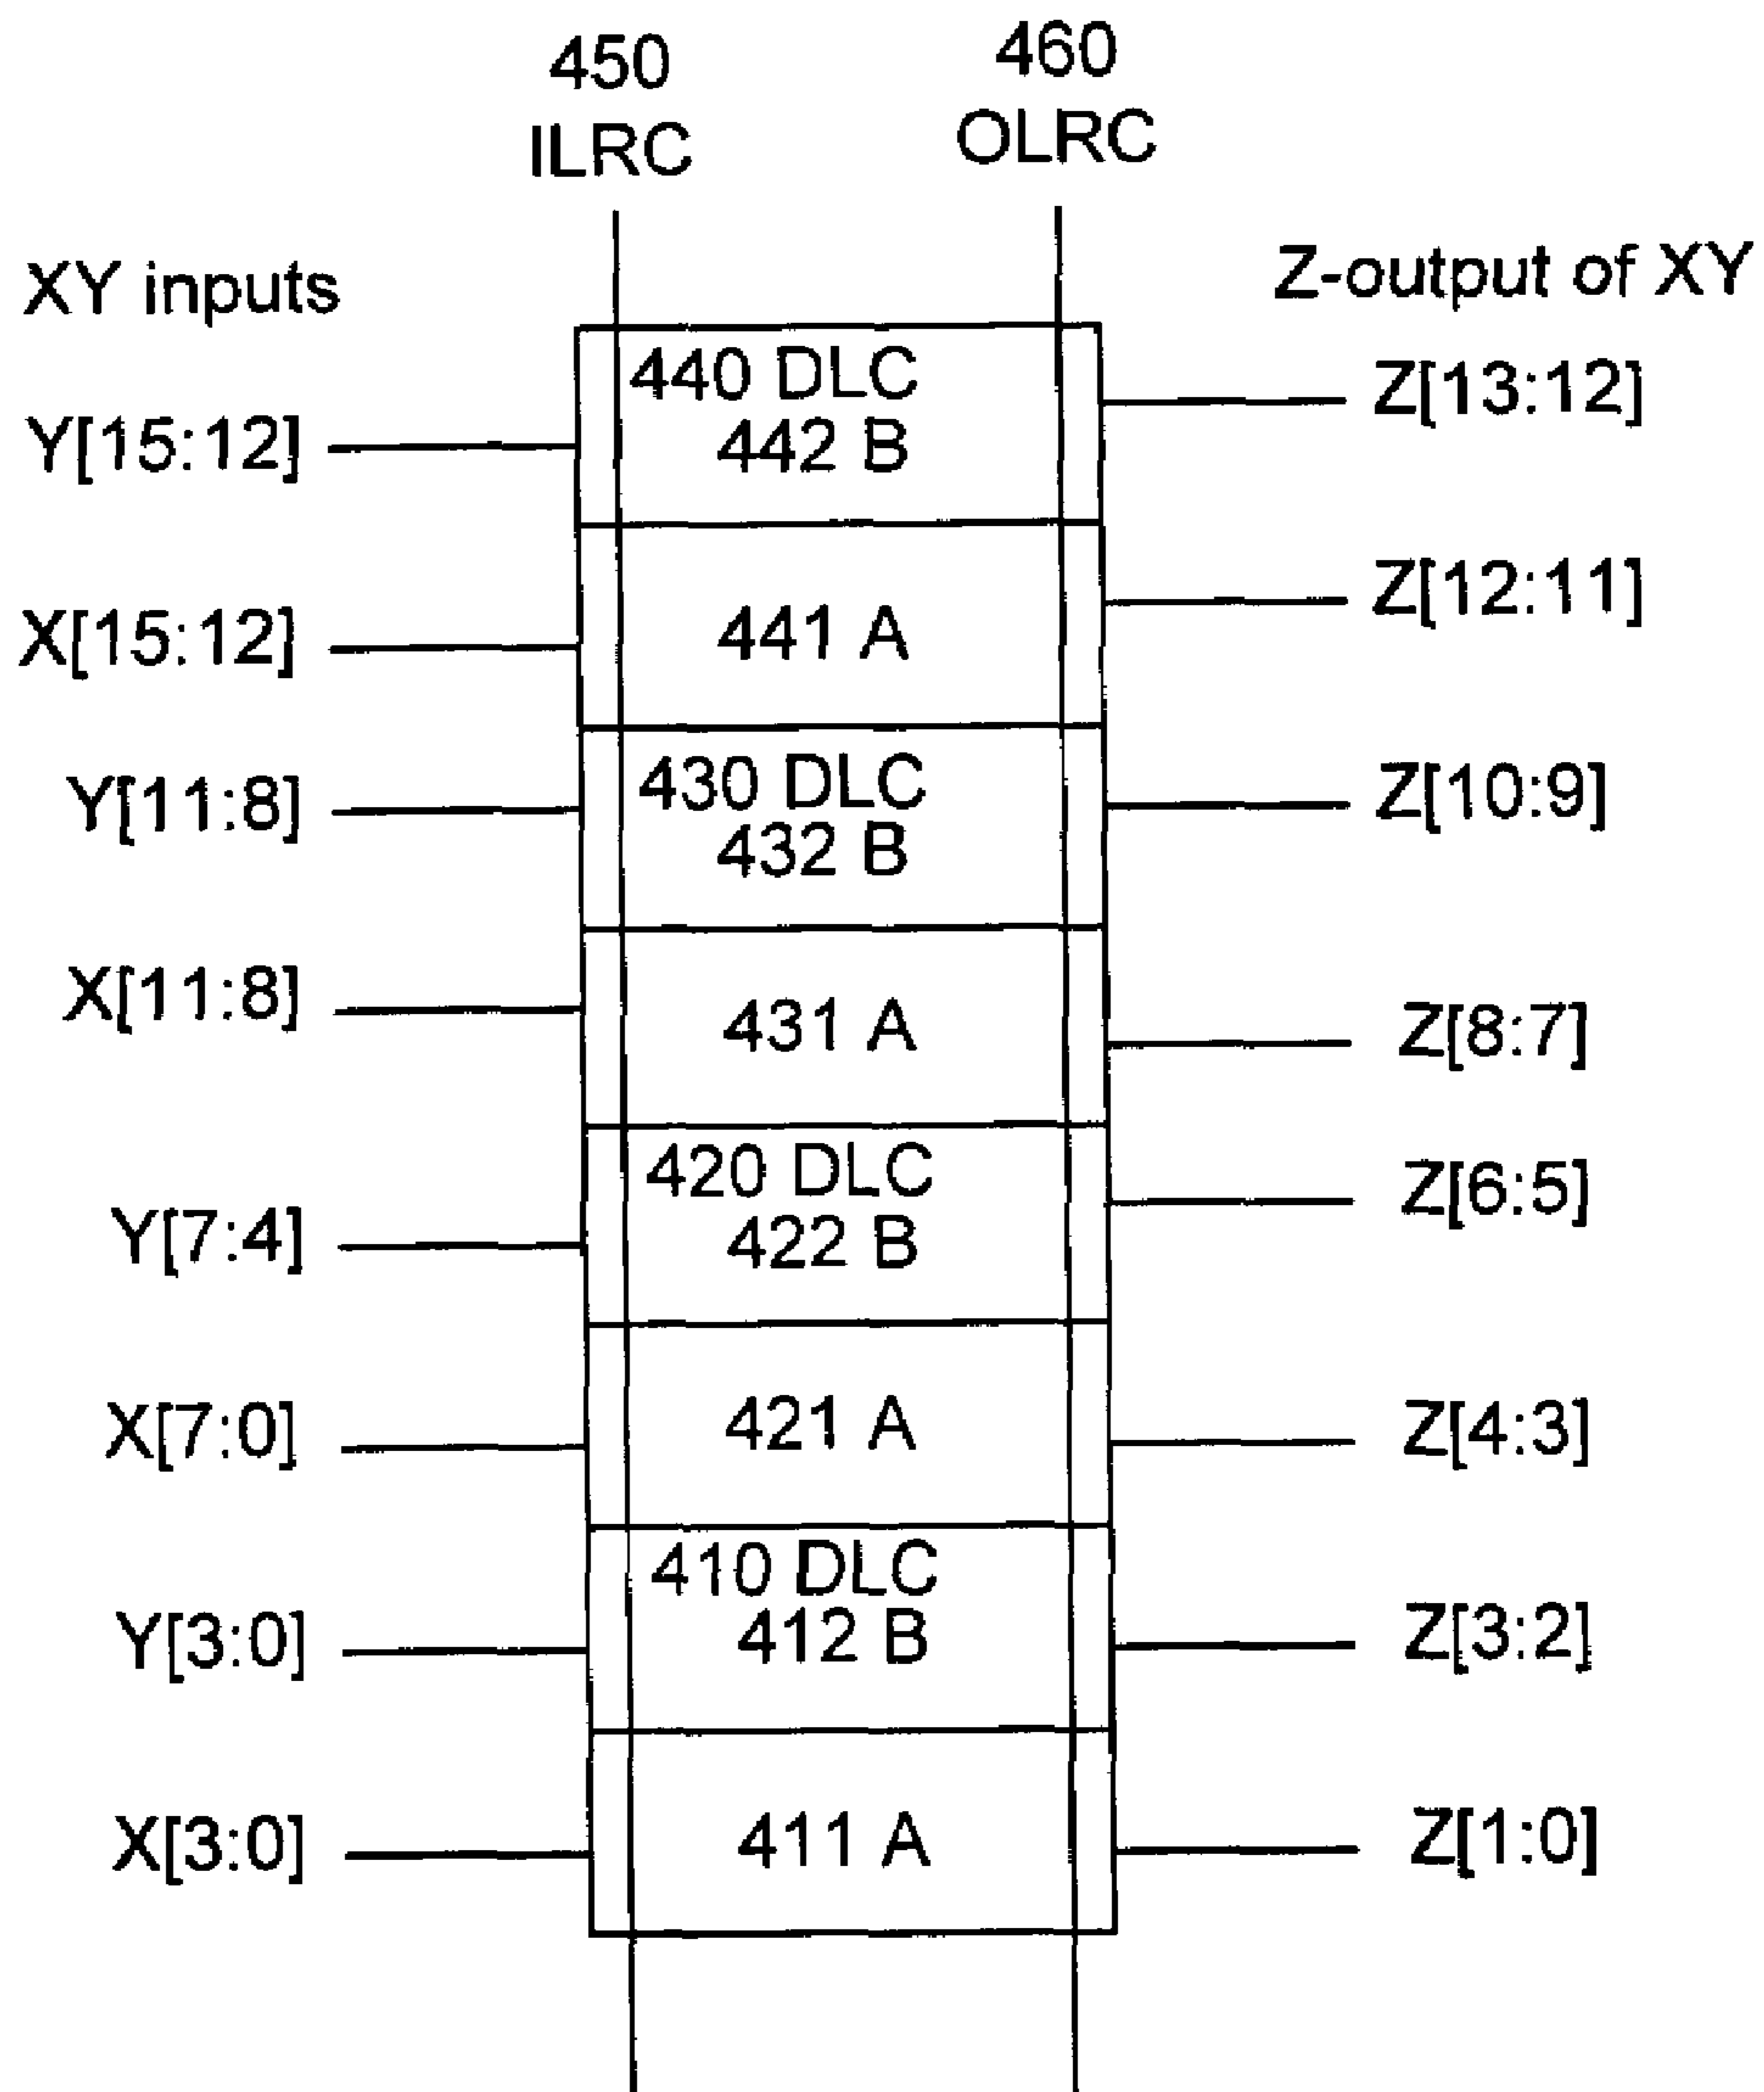 450
ILRC
460
OLRC
XY inputs
Z-output of XY
440 DLC
442 B
Y[15:12]
Z[13:12]
X[15:12]
441 A
Z[12:11]
430 DLC
432 B
Y[11:8]
Z[10:9]
X[11:8]
431 A
Z[8:7]
420 DLC
422 B
Y[7:4]
Z[6:5]
X[7:0]
421 A
Z[4:3]
410 DLC
412 B
Y[3:0]
Z[3:2]
X[3:0]
411 A
Z[1:0]